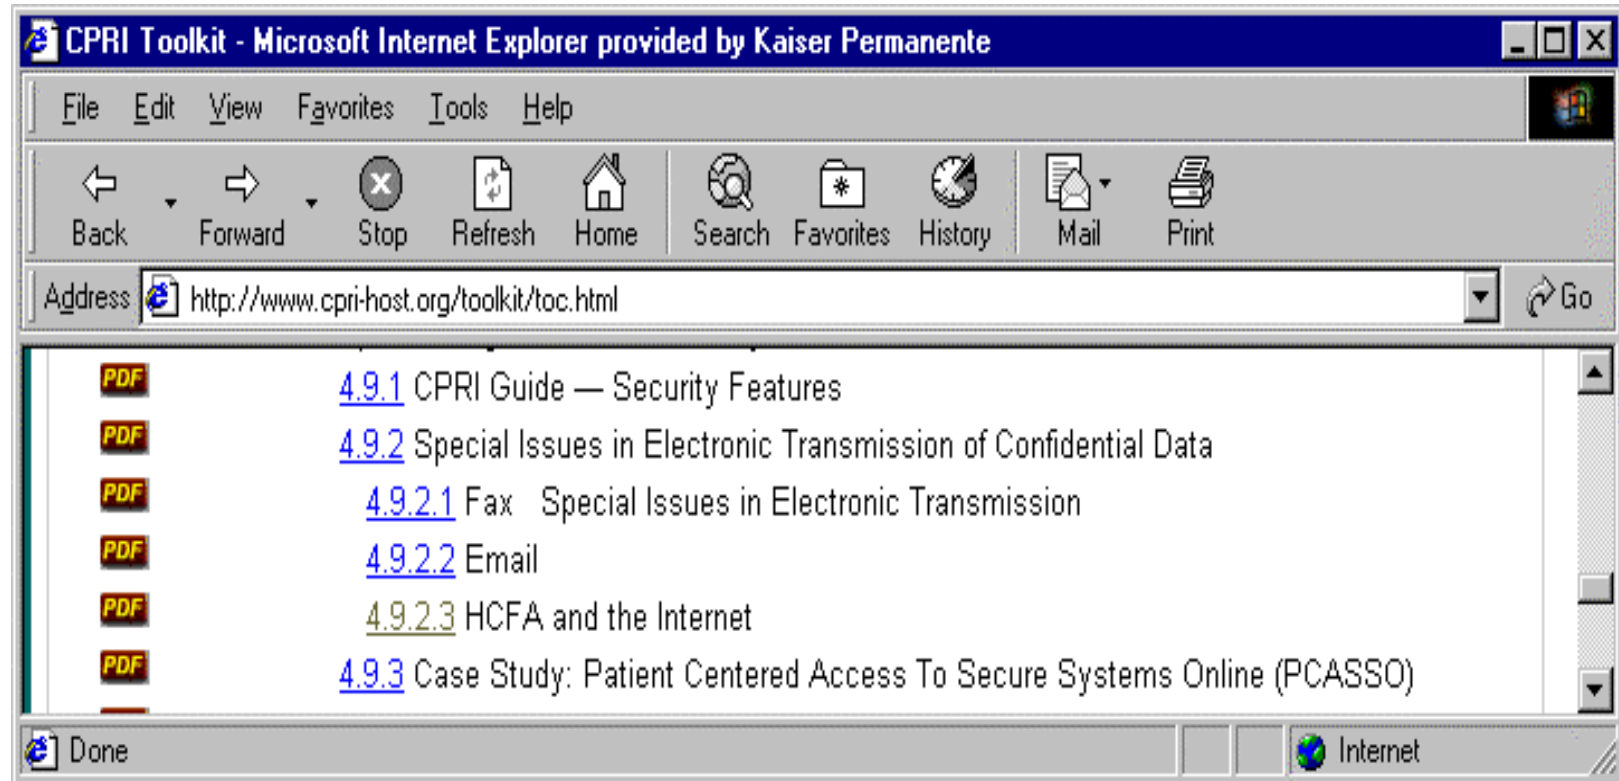 CPRI Toolkit - Microsoft Internet Explorer provided by Kaiser Permanente
File Edit View Favorites Tools Help
Back Forward Stop Refresh Home Search Favorites History Mail Print
Address http://www.cpri-host.org/toolkit/toc.html Go
PDF 4.9.1 CPRI Guide — Security Features
PDF 4.9.2 Special Issues in Electronic Transmission of Confidential Data
PDF 4.9.2.1 Fax Special Issues in Electronic Transmission
PDF 4.9.2.2 Email
PDF 4.9.2.3 HCFA and the Internet
PDF 4.9.3 Case Study: Patient Centered Access To Secure Systems Online (PCASSO)
Done Internet